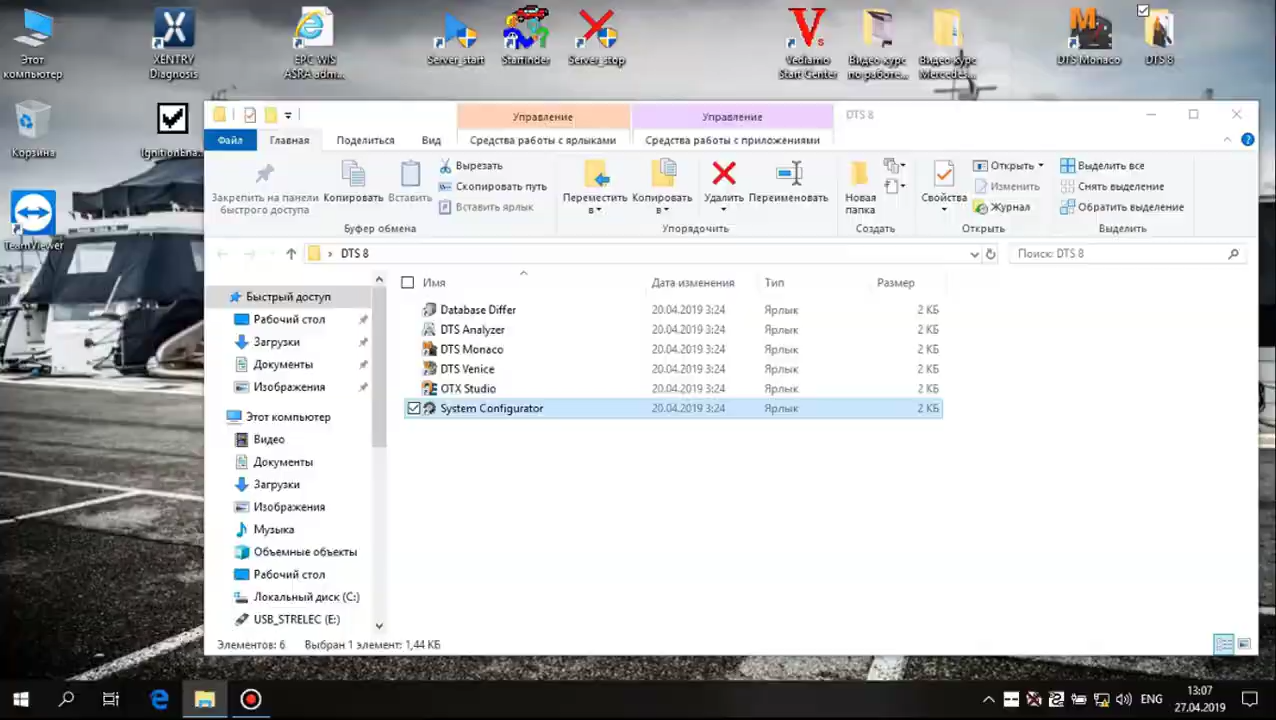 Этот компьютер
XENTRY Diagnosis
EPC WIS ASRA adm...
Server_start
Starfinder
Server_stop
Vediamo Start Center
Видео-курс по работе...
Видео-курс Mercedes...
DTS Monaco
DTS 8
Корзина
IgnitionEna...
TeamViewer
Управление
Управление
DTS 8
Файл
Главная
Поделиться
Вид
Средства работы с ярлыками
Средства работы с приложениями
Закрепить на панели быстрого доступа
Копировать
Вставить
Вырезать
Скопировать путь
Вставить ярлык
Переместить в
Копировать в
Удалить
Переименовать
Новая папка
Свойства
Открыть
Изменить
Журнал
Выделить все
Снять выделение
Обратить выделение
Буфер обмена
Упорядочить
Создать
Открыть
Выделить
DTS 8
Поиск: DTS 8
Имя
Дата изменения
Тип
Размер
Database Differ 20.04.2019 3:24 Ярлык 2 КБ
DTS Analyzer 20.04.2019 3:24 Ярлык 2 КБ
DTS Monaco 20.04.2019 3:24 Ярлык 2 КБ
DTS Venice 20.04.2019 3:24 Ярлык 2 КБ
OTX Studio 20.04.2019 3:24 Ярлык 2 КБ
System Configurator 20.04.2019 3:24 Ярлык 2 КБ
Быстрый доступ
Рабочий стол
Загрузки
Документы
Изображения
Этот компьютер
Видео
Документы
Загрузки
Изображения
Музыка
Объемные объекты
Рабочий стол
Локальный диск (C:)
USB_STRELEC (E:)
Элементов: 6
Выбран 1 элемент: 1,44 КБ
ENG
13:07
27.04.2019